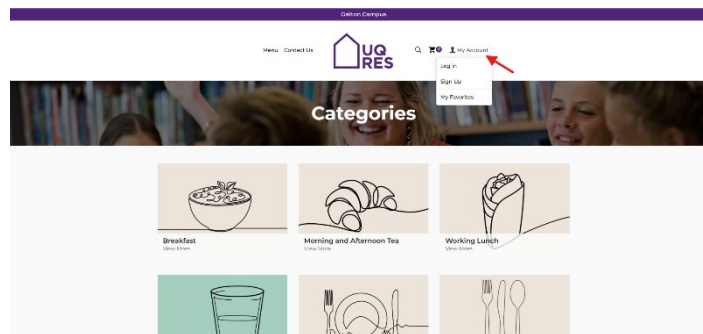 Gatton Campus
Menu Contact Us
UQ
RES
0 My Account
Log in
Sign Up
My Favorites
Categories
Breakfast
View More
Morning and Afternoon Tea
View More
Working Lunch
View More